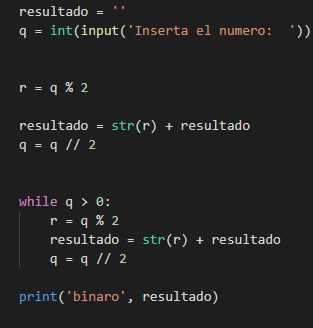 resultado = ''
q = int(input('Inserta el numero:  '))
r = q % 2
resultado = str(r) + resultado
q = q // 2
while q > 0:
    r = q % 2
    resultado = str(r) + resultado
    q = q // 2
print('binaro', resultado)